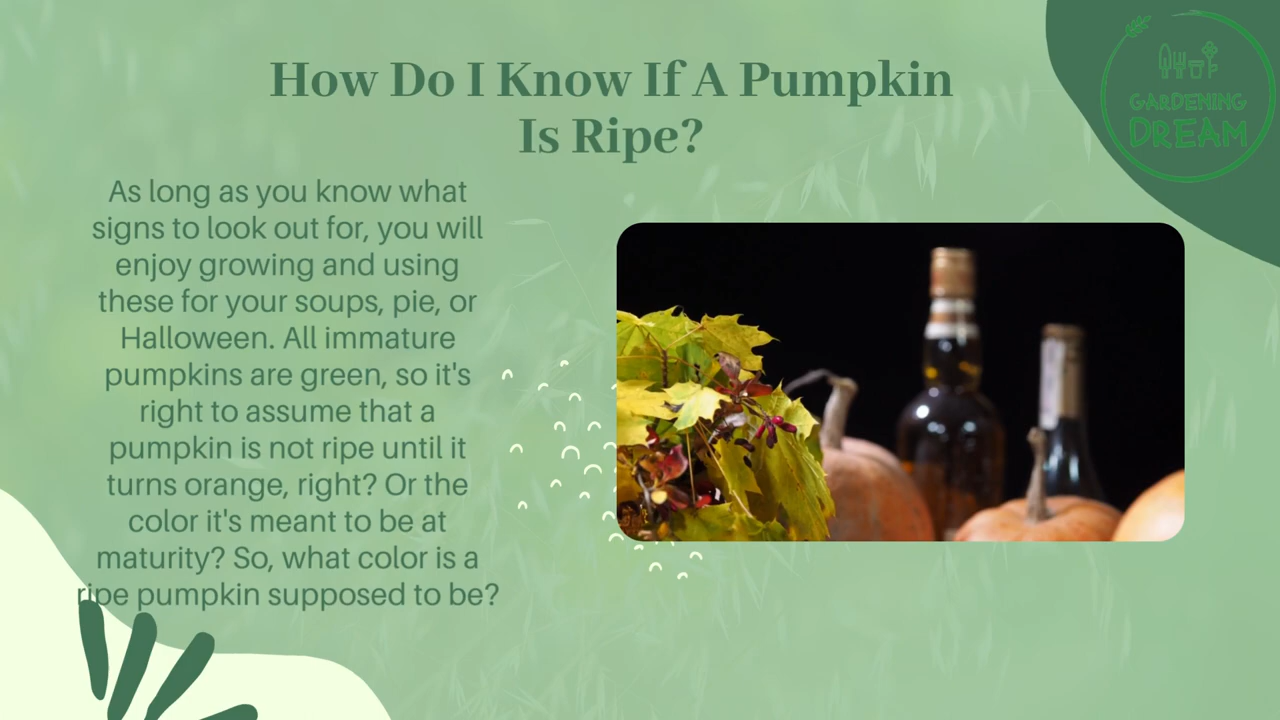 How Do I Know If A Pumpkin
Is Ripe?
GARDENING
DREAM
As long as you know what
signs to look out for, you will
enjoy growing and using
these for your soups, pie, or
Halloween. All immature
pumpkins are green, so it's
right to assume that a
pumpkin is not ripe until it
turns orange, right? Or the
color it's meant to be at
maturity? So, what color is a
ripe pumpkin supposed to be?